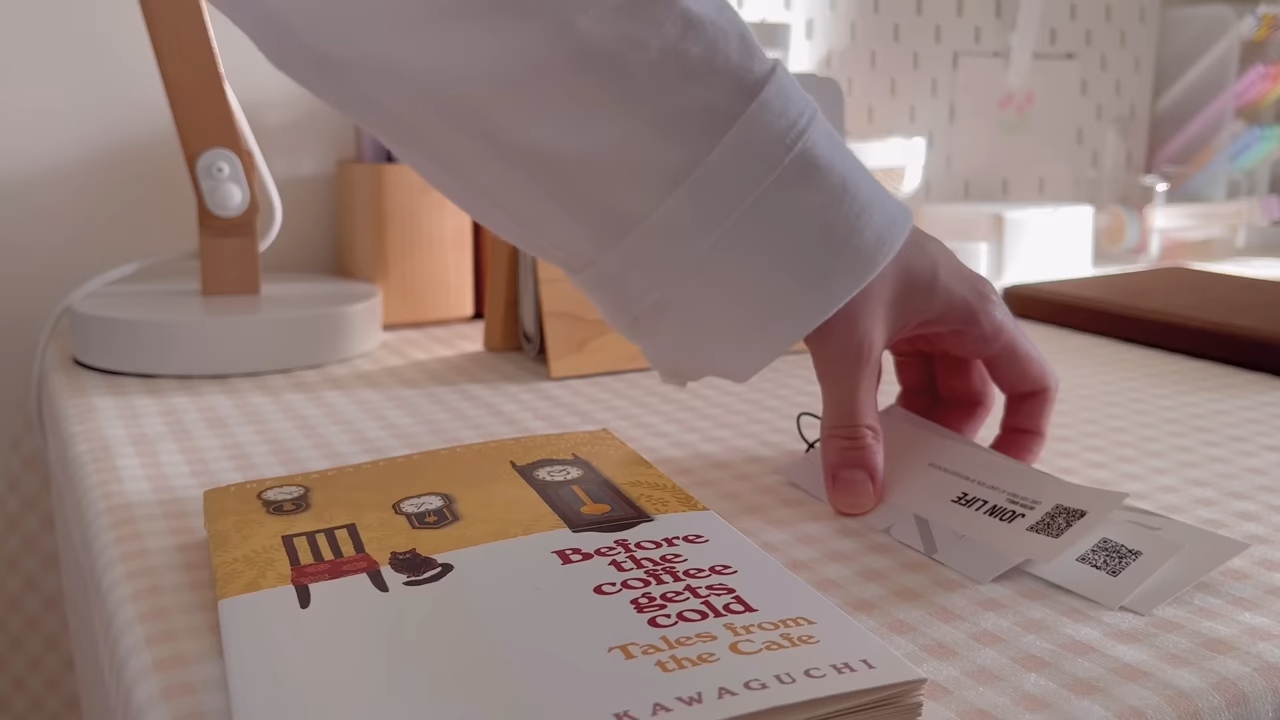 Before
the
coffee
gets
cold
Tales from
the Cafe
KAWAGUCHI
JOIN LIFE